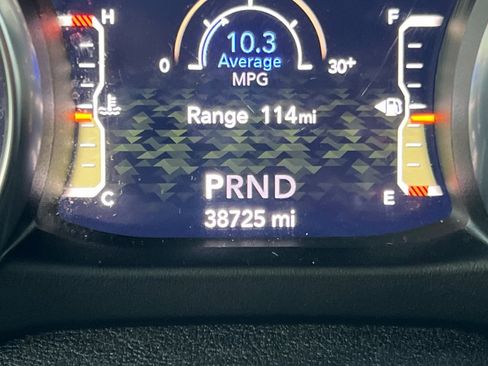 H F
10.3
Average
0 30+
MPG
Range 114mi
PRND
C E
38725 mi